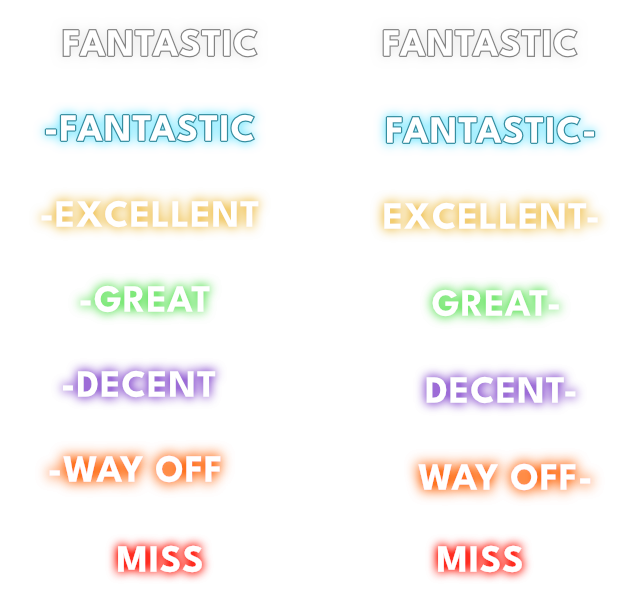 FANTASTIC FANTASTIC
-FANTASTIC FANTASTIC-
-EXCELLENT EXCELLENT-
-GREAT GREAT-
-DECENT DECENT-
-WAY OFF WAY OFF-
MISS MISS